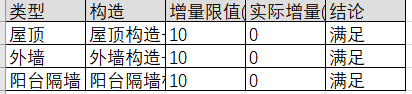 类型 构造 增量限值( 实际增量( 结论
屋顶 屋顶构造- 10 0 满足
外墙 外墙构造- 10 0 满足
阳台隔墙 阳台隔墙 10 0 满足